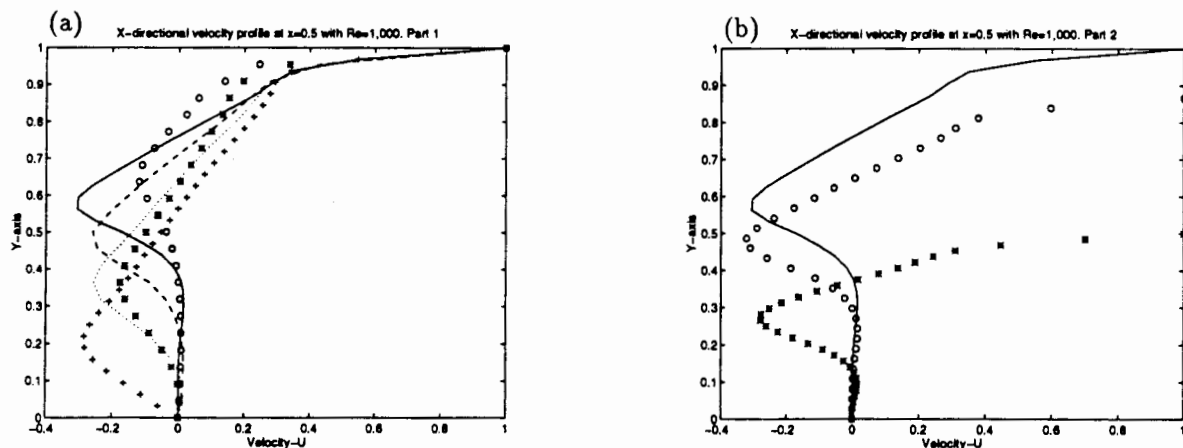 (a)
X-directional velocity profile at x=0.5 with Re=1,000. Part 1
1
0.9
0.8
0.7
0.6
0.5
0.4
0.3
0.2
0.1
0
Y-axis
-0.4 -0.2 0 0.2 0.4 0.6 0.8 1
Velocity-U
(b)
X-directional velocity profile at x=0.5 with Re=1,000. Part 2
1
0.9
0.8
0.7
0.6
0.5
0.4
0.3
0.2
0.1
0
Y-axis
-0.4 -0.2 0 0.2 0.4 0.6 0.8 1
Velocity-U